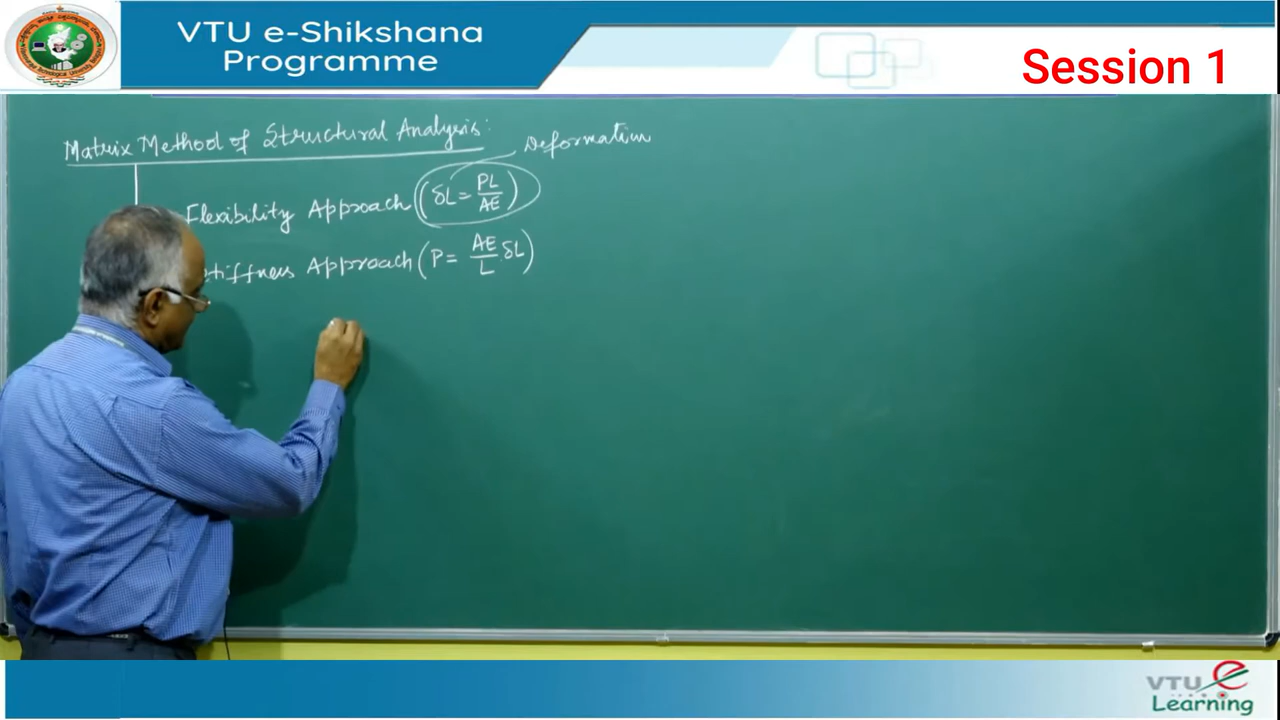 VTU e-Shikshana
Programme
Session 1
Matrix Method of Structural Analysis:
Deformation
Flexibility Approach (δL = PL/AE)
Stiffness Approach (P = AE/L δL)
VTU e
Learning